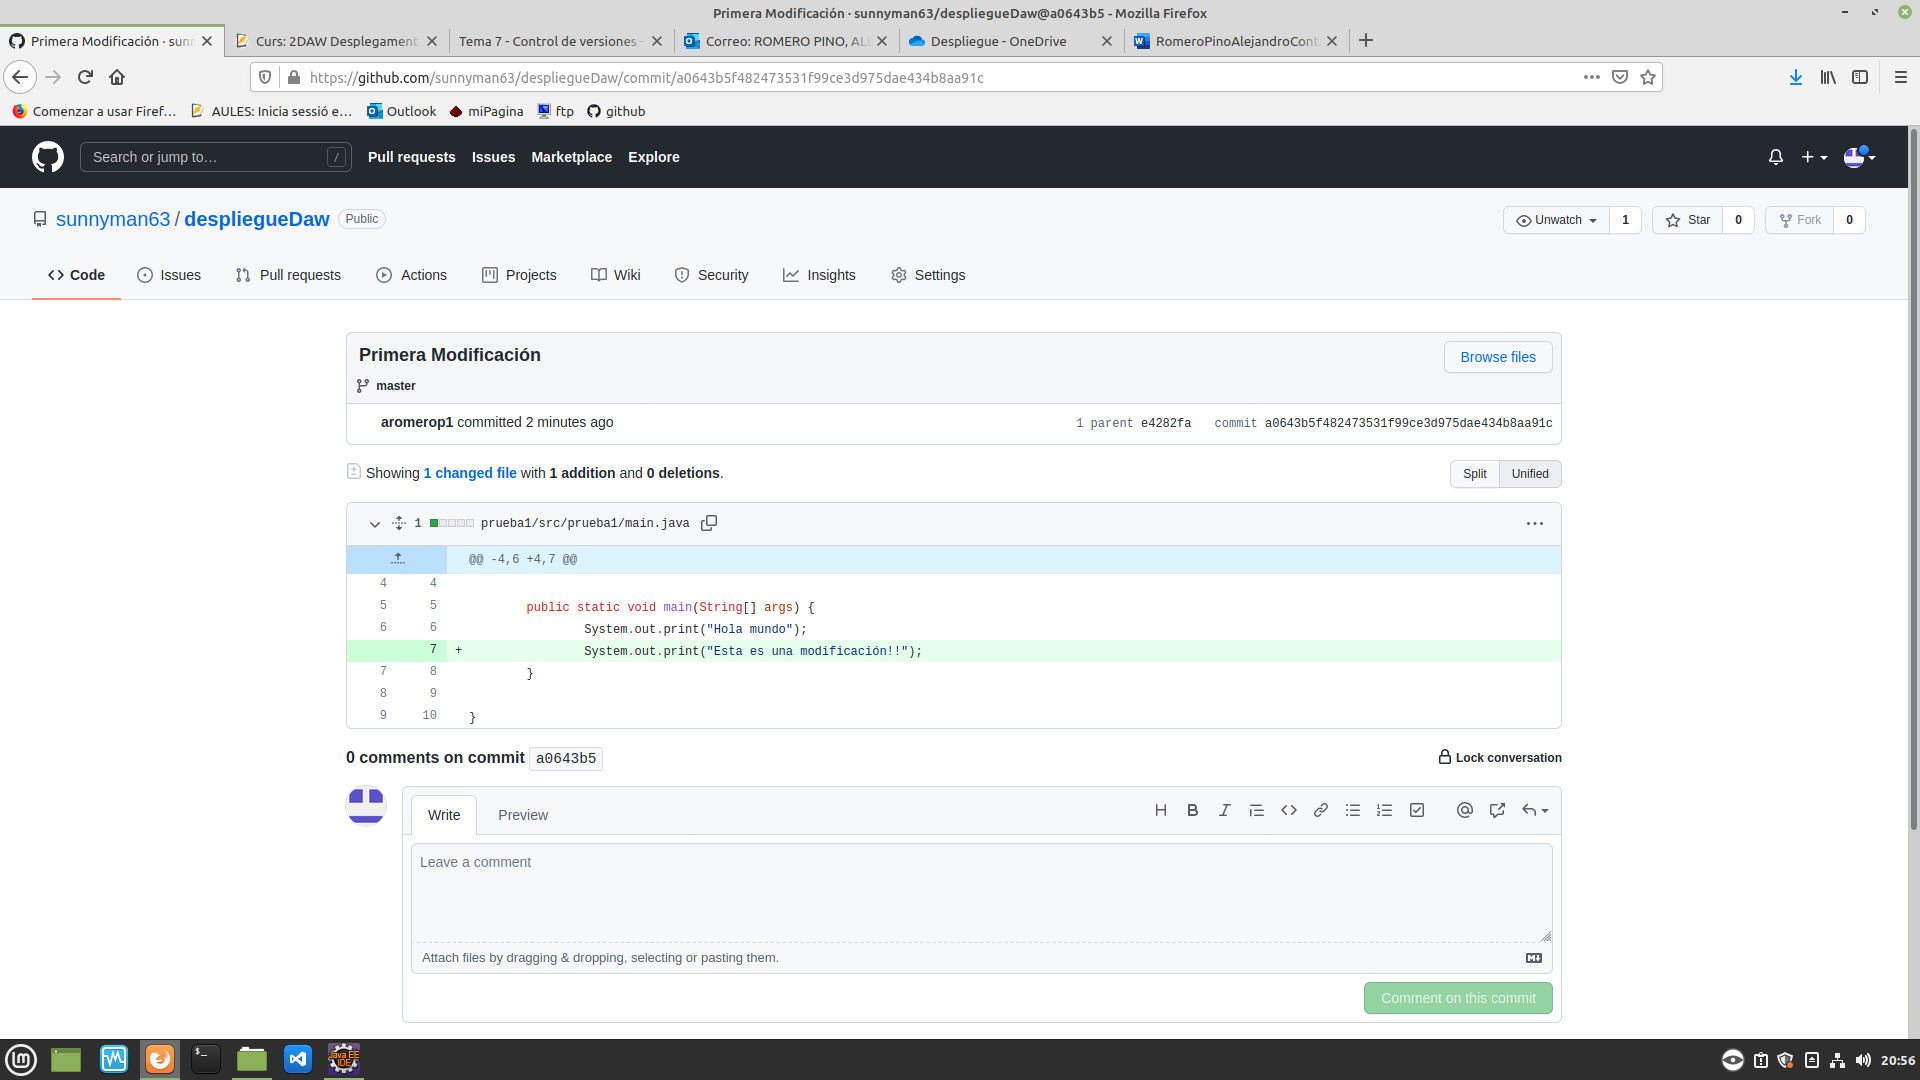 Primera Modificación · sunnyman63/despliegueDaw@a0643b5 - Mozilla Firefox
Primera Modificación · sunn
Curs: 2DAW Desplegament
Tema 7 - Control de versiones -
Correo: ROMERO PINO, ALE
Despliegue - OneDrive
RomeroPinoAlejandroCont
https://github.com/sunnyman63/despliegueDaw/commit/a0643b5f482473531f99ce3d975dae434b8aa91c
Comenzar a usar Firef… AULES: Inicia sessió e… Outlook miPagina ftp github
Search or jump to… /
Pull requests Issues Marketplace Explore
sunnyman63 / despliegueDaw Public
Unwatch 1 Star 0 Fork 0
Code Issues Pull requests Actions Projects Wiki Security Insights Settings
Primera Modificación
Browse files
master
aromerop1 committed 2 minutes ago
1 parent e4282fa commit a0643b5f482473531f99ce3d975dae434b8aa91c
Showing 1 changed file with 1 addition and 0 deletions.
Split Unified
1 prueba1/src/prueba1/main.java
@@ -4,6 +4,7 @@
4 4
5 5 public static void main(String[] args) {
6 6 System.out.print("Hola mundo");
7 + System.out.print("Esta es una modificación!!");
7 8 }
8 9
9 10 }
0 comments on commit a0643b5
Lock conversation
Write Preview
Leave a comment
Attach files by dragging & dropping, selecting or pasting them.
Comment on this commit
Java EE
IDE
20:56